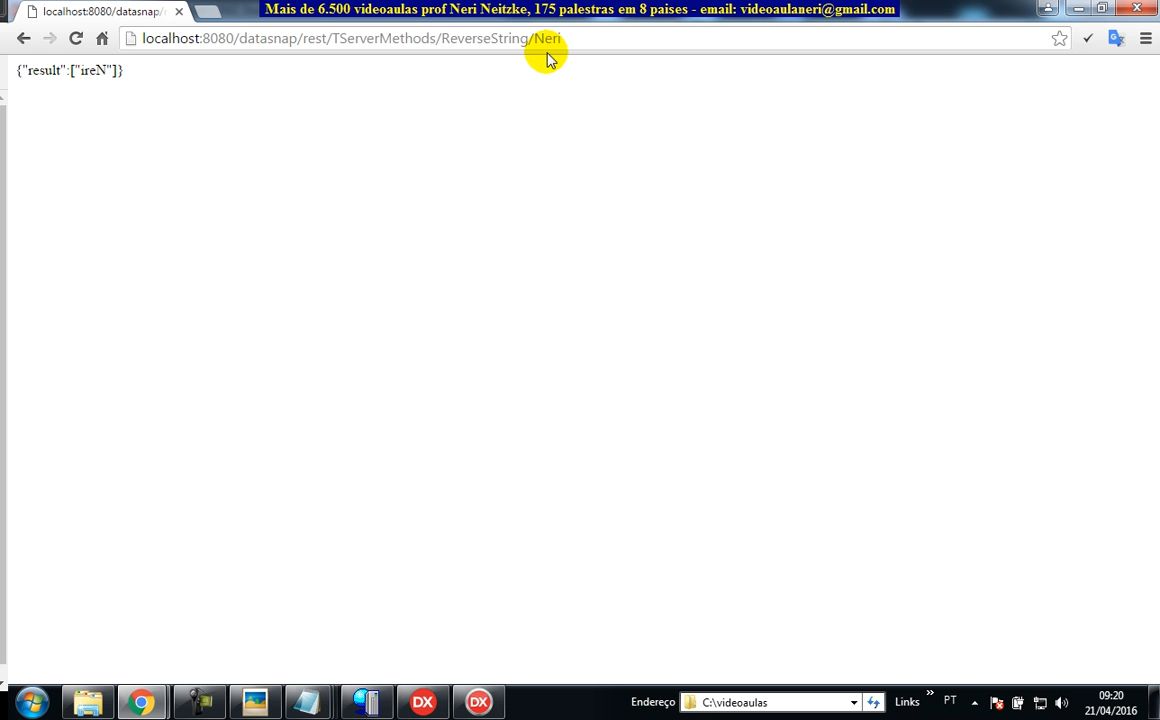 localhost:8080/datasnap/r
Mais de 6.500 videoaulas prof Neri Neitzke, 175 palestras em 8 paises - email: videoaulaneri@gmail.com
localhost:8080/datasnap/rest/TServerMethods/ReverseString/Neri
{"result":["ireN"]}
DX
DX
Endereço
C:\videoaulas
Links
»
PT
09:20
21/04/2016